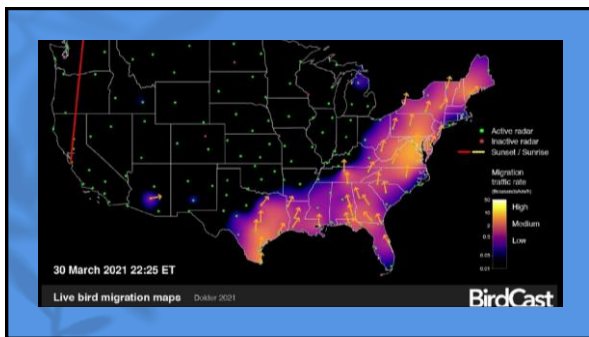 Active radar
Inactive radar
Sunset / Sunrise
Migration
traffic rate
High
Medium
Low
30 March 2021 22:25 ET
Live bird migration maps Dokter 2021
BirdCast